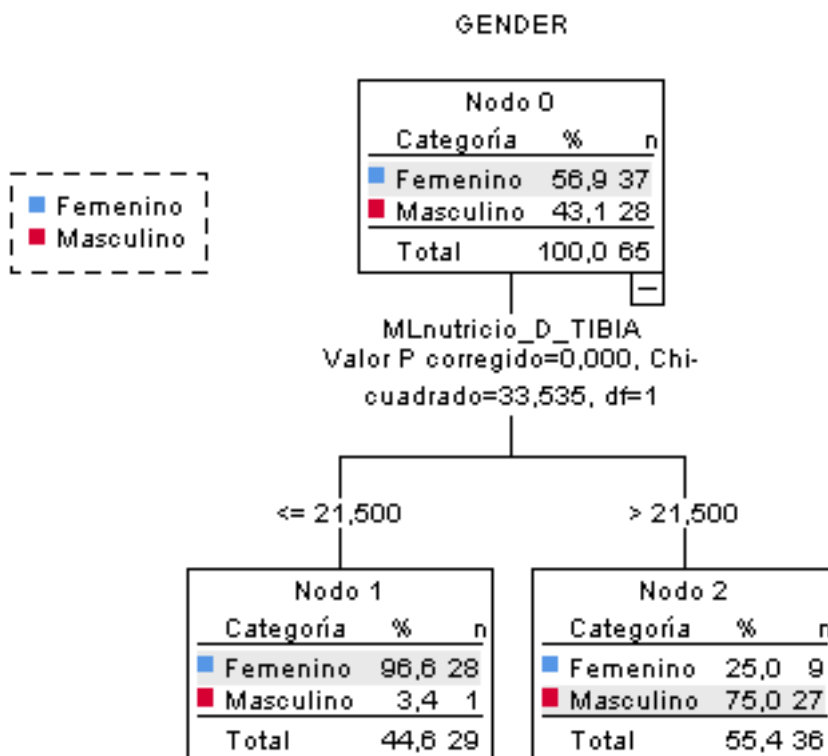 GENDER
Nodo 0
Categoría % n
Femenino 56,9 37
Masculino 43,1 28
Total 100,0 65
Femenino
Masculino
MLnutricio_D_TIBIA
Valor P corregido=0,000, Chi-
cuadrado=33,535, df=1
<= 21,500
> 21,500
Nodo 1
Categoría % n
Femenino 96,6 28
Masculino 3,4 1
Total 44,6 29
Nodo 2
Categoría % n
Femenino 25,0 9
Masculino 75,0 27
Total 55,4 36